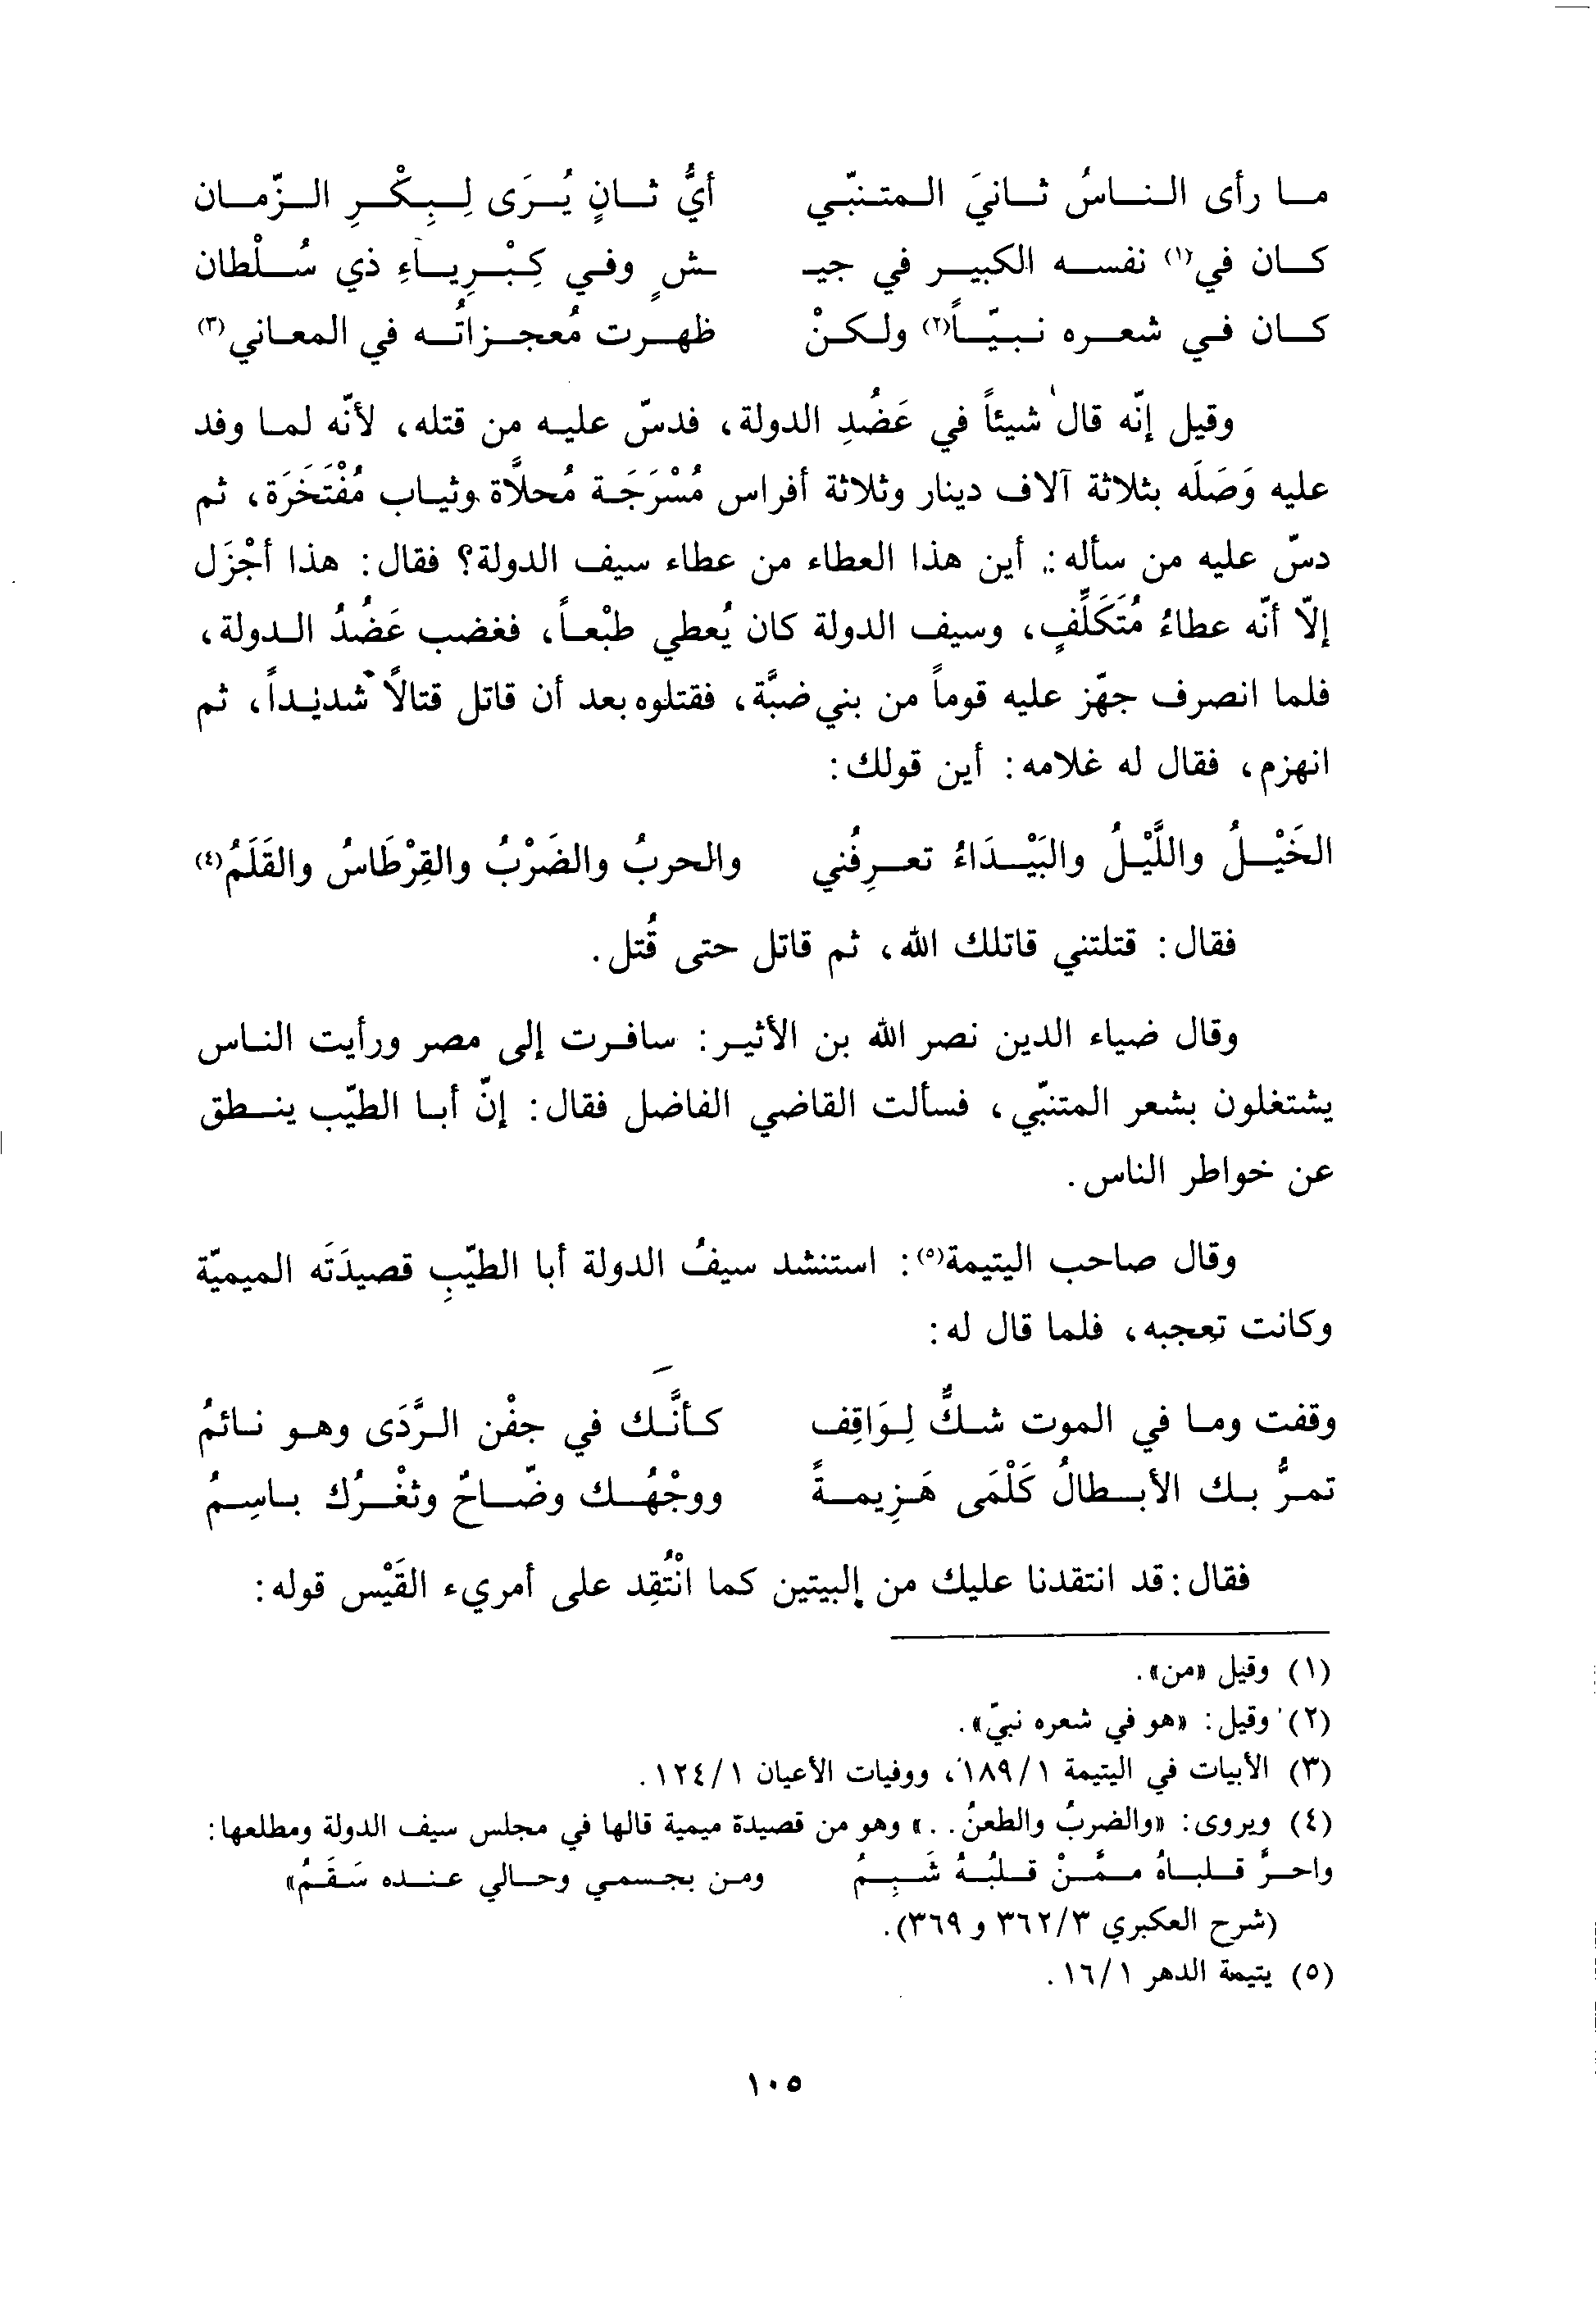 ما رأى الناسُ ثانيَ المتنبّي أيُّ ثانٍ يُرَى لِبِكْرِ الزّمان
كان في(١) نفسه الكبير في جيـ ـشٍ وفي كِبْرِياءِ ذي سُلْطان
كان في شعره نبيّاً(٢) ولكنْ ظهرت مُعجزاتُه في المعاني(٣)
وقيل إنّه قال شيئاً في عَضُدِ الدولة، فدسّ عليه من قتله، لأنّه لما وفد
عليه وَصَلَه بثلاثة آلاف دينار وثلاثة أفراس مُسْرَجَة مُحلاَّة وثياب مُفْتَخَرَة، ثم
دسّ عليه من سأله: أين هذا العطاء من عطاء سيف الدولة؟ فقال: هذا أجْزَل
إلّا أنّه عطاءُ مُتَكَلِّفٍ، وسيف الدولة كان يُعطي طبْعاً، فغضب عَضُدُ الدولة،
فلما انصرف جهّز عليه قوماً من بني ضبَّة، فقتلوه بعد أن قاتل قتالاً شديداً، ثم
انهزم، فقال له غلامه: أين قولك:
الخَيْلُ واللَّيْلُ والبَيْدَاءُ تعرِفُني والحربُ والضَرْبُ والقِرْطَاسُ والقَلَمُ(٤)
فقال: قتلتني قاتلك الله، ثم قاتل حتى قُتل.
وقال ضياء الدين نصر الله بن الأثير: سافرت إلى مصر ورأيت الناس
يشتغلون بشعر المتنبّي، فسألت القاضي الفاضل فقال: إنّ أبا الطيّب ينطق
عن خواطر الناس.
وقال صاحب اليتيمة(٥): استنشد سيفُ الدولة أبا الطيّبِ قصيدَتَه الميميّة
وكانت تعجبه، فلما قال له:
وقفت وما في الموت شكٌّ لِوَاقِف كأنَّك في جفْن الرَّدَى وهو نائمُ
تمرُّ بك الأبطالُ كَلْمَى هَزِيمةً ووجْهُك وضّاحٌ وثغْرُك باسِمُ
فقال: قد انتقدنا عليك من البيتين كما انْتُقِد على أمريء القَيْس قوله:
(١) وقيل «من».
(٢) وقيل: «هو في شعره نبيّ».
(٣) الأبيات في اليتيمة ١/١٨٩، ووفيات الأعيان ١/١٢٤.
(٤) ويروى: «والضربُ والطعنُ..» وهو من قصيدة ميمية قالها في مجلس سيف الدولة ومطلعها:
واحرَّ قلباهُ ممَّنْ قلبُهُ شَبِمُ ومن بجسمي وحالي عنده سَقَمُ»
(شرح العكبري ٣/٣٦٢ و ٣٦٩).
(٥) يتيمة الدهر ١/١٦.
١٠٥